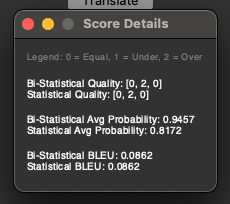 Translate
Score Details
Legend: 0 = Equal, 1 = Under, 2 = Over
Bi-Statistical Quality: [0, 2, 0]
Statistical Quality: [0, 2, 0]
Bi-Statistical Avg Probability: 0.9457
Statistical Avg Probability: 0.8172
Bi-Statistical BLEU: 0.0862
Statistical BLEU: 0.0862